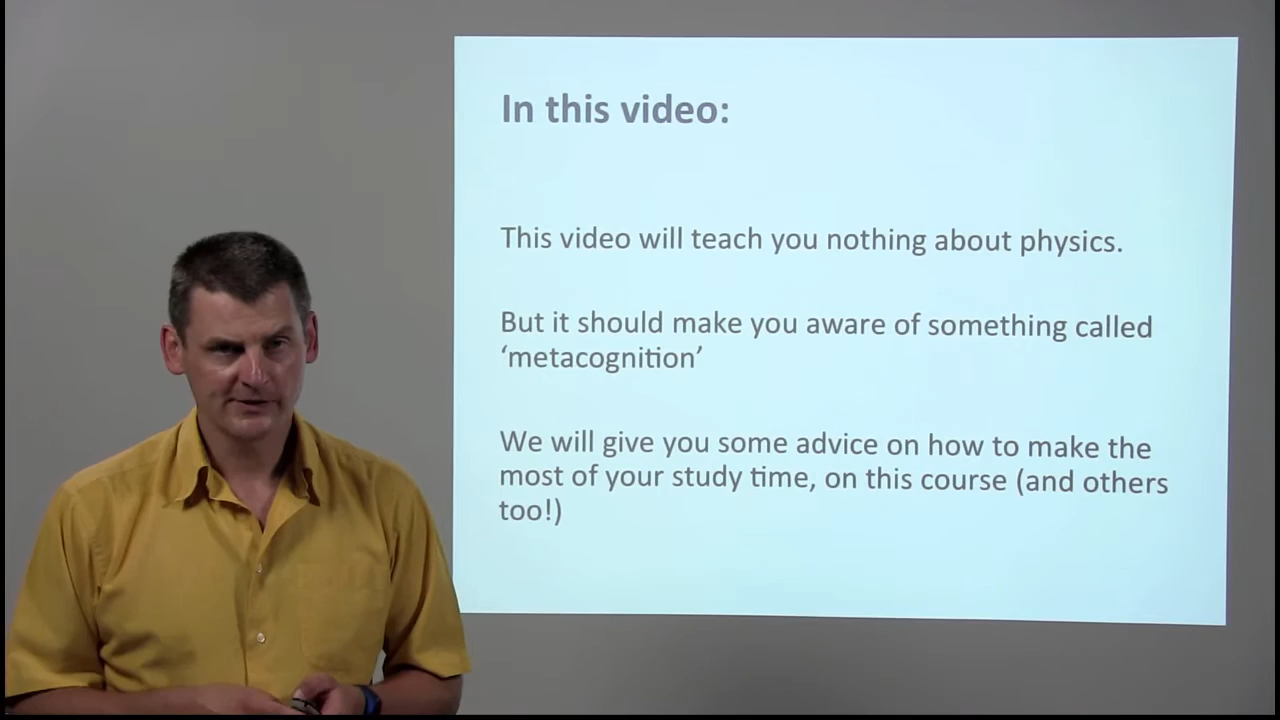 In this video:
This video will teach you nothing about physics.
But it should make you aware of something called
‘metacognition’
We will give you some advice on how to make the
most of your study time, on this course (and others
too!)